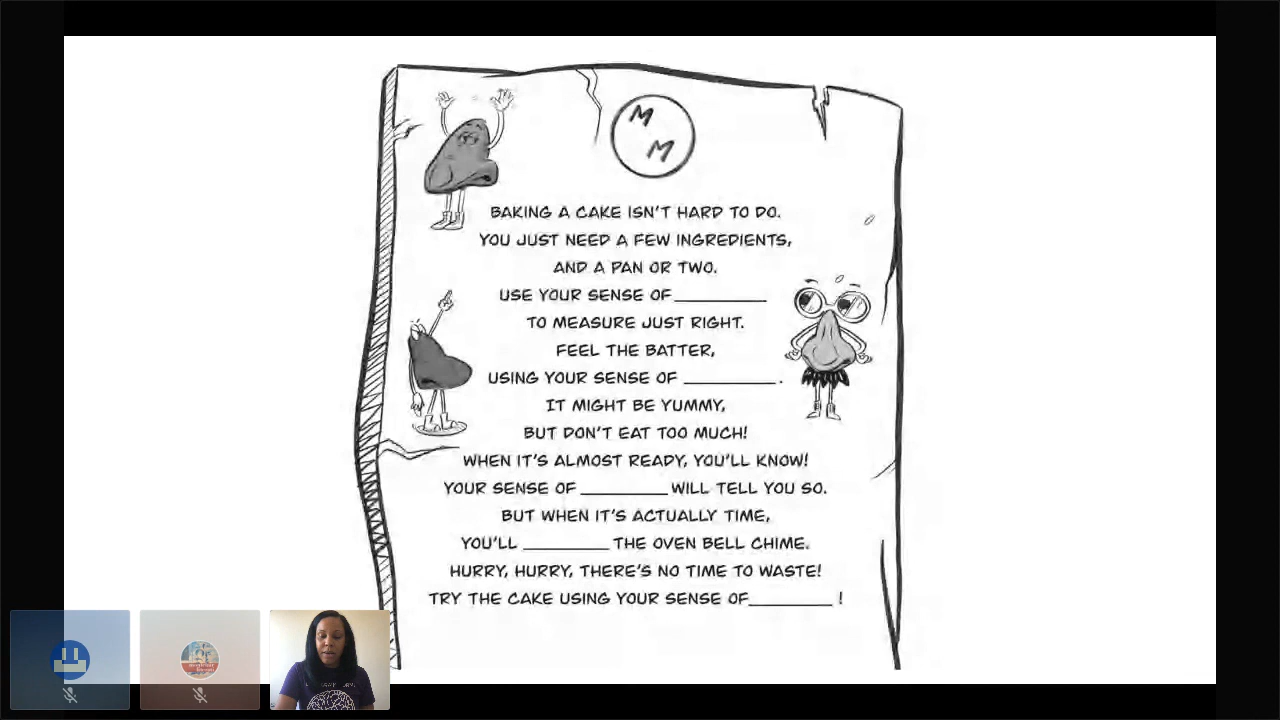 M
M
BAKING A CAKE ISN'T HARD TO DO.
YOU JUST NEED A FEW INGREDIENTS,
AND A PAN OR TWO.
USE YOUR SENSE OF __________
TO MEASURE JUST RIGHT.
FEEL THE BATTER,
USING YOUR SENSE OF __________.
IT MIGHT BE YUMMY,
BUT DON'T EAT TOO MUCH!
WHEN IT'S ALMOST READY, YOU'LL KNOW!
YOUR SENSE OF __________ WILL TELL YOU SO.
BUT WHEN IT'S ACTUALLY TIME,
YOU'LL __________ THE OVEN BELL CHIME.
HURRY, HURRY, THERE'S NO TIME TO WASTE!
TRY THE CAKE USING YOUR SENSE OF__________ !